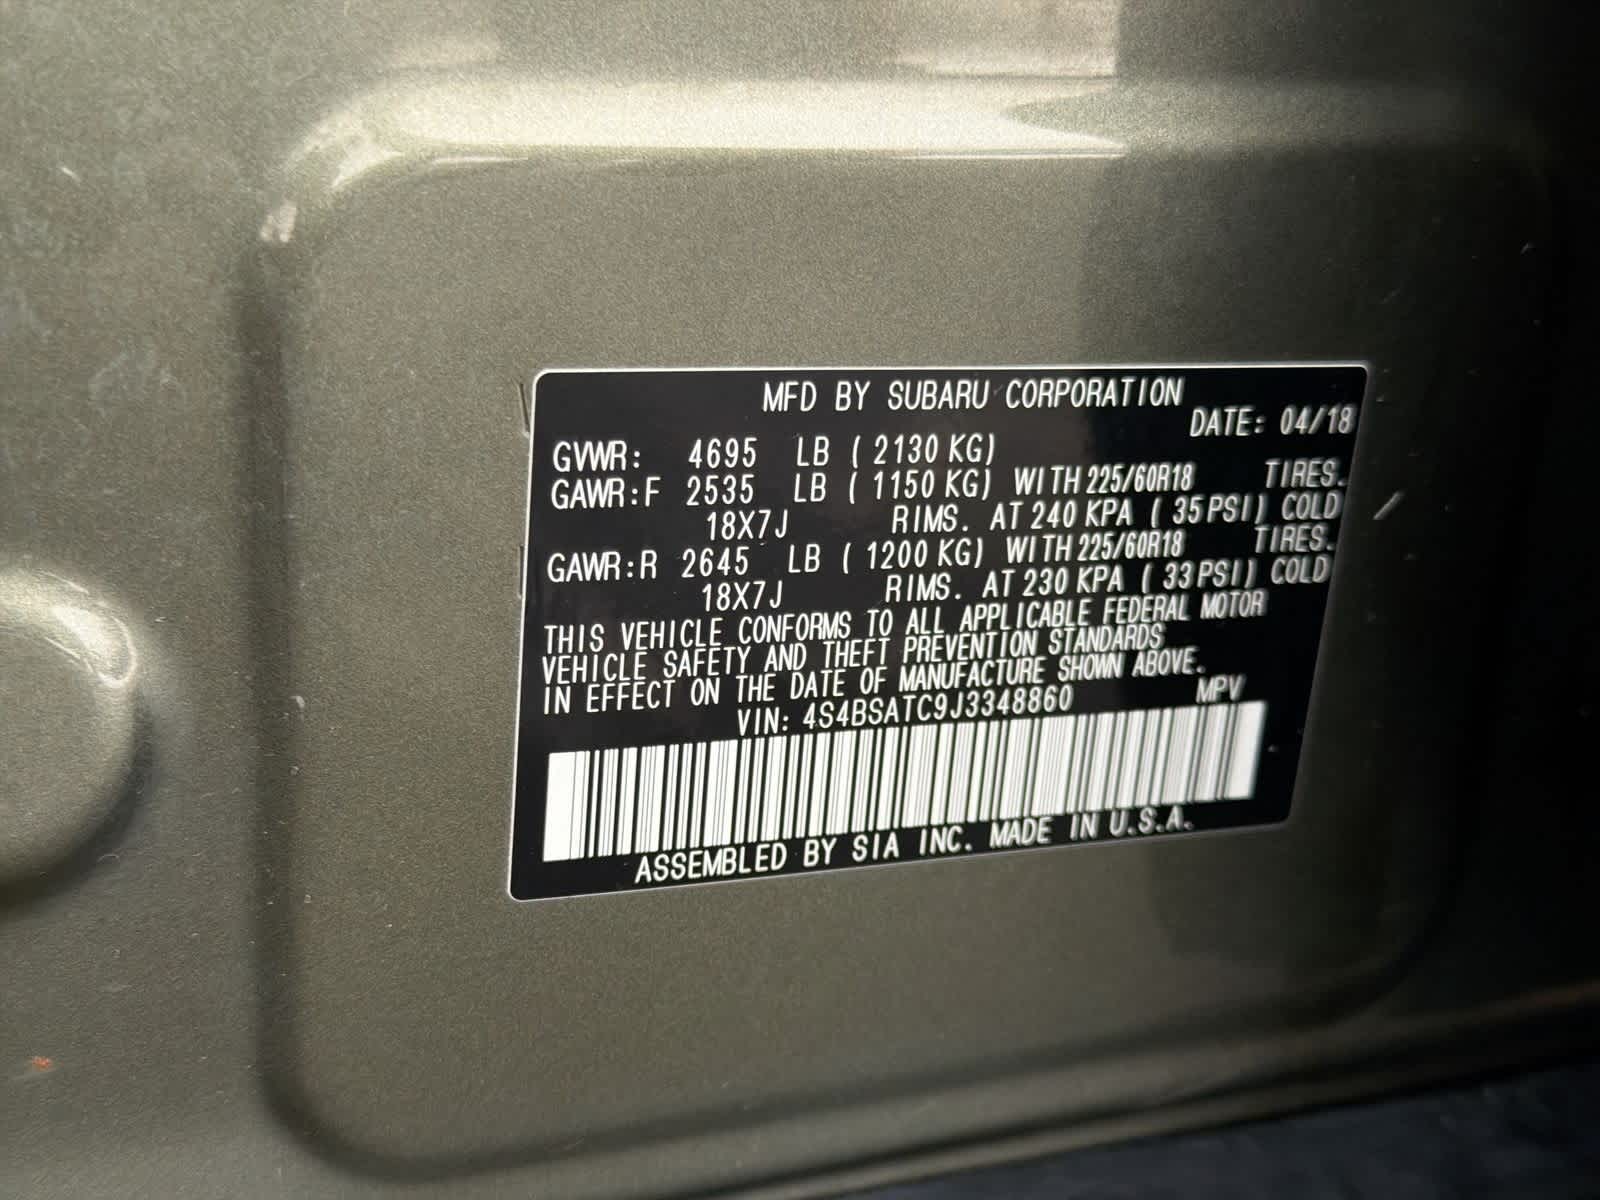 MFD BY SUBARU CORPORATION
DATE: 04/18
GVWR: 4695 LB ( 2130 KG)
GAWR:F 2535 LB ( 1150 KG) WITH 225/60R18 TIRES.
18X7J RIMS. AT 240 KPA ( 35 PSI) COLD
GAWR:R 2645 LB ( 1200 KG) WITH 225/60R18 TIRES.
18X7J RIMS. AT 230 KPA ( 33 PSI) COLD
THIS VEHICLE CONFORMS TO ALL APPLICABLE FEDERAL MOTOR
VEHICLE SAFETY AND THEFT PREVENTION STANDARDS
IN EFFECT ON THE DATE OF MANUFACTURE SHOWN ABOVE.
VIN: 4S4BSATC9J3348860 MPV
ASSEMBLED BY SIA INC. MADE IN U.S.A.